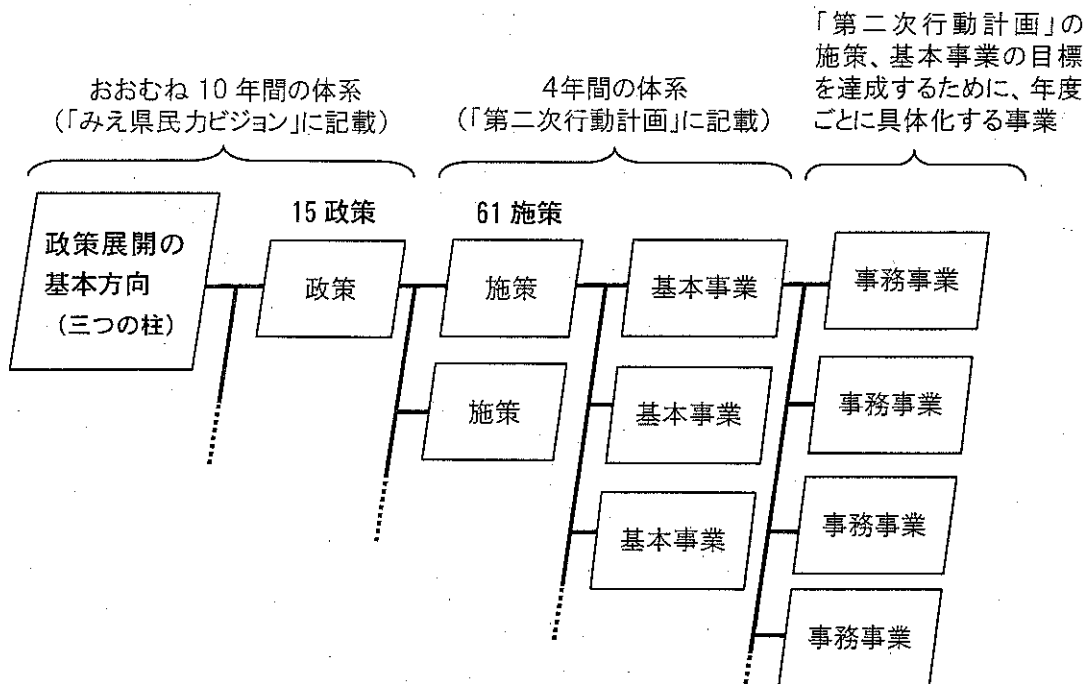 おおむね 10 年間の体系
(「みえ県民力ビジョン」に記載)
4年間の体系
(「第二次行動計画」に記載)
「第二次行動計画」の
施策、基本事業の目標
を達成するために、年度
ごとに具体化する事業
15 政策
61 施策
政策展開の
基本方向
(三つの柱)
政策
施策
基本事業
事務事業
施策
基本事業
事務事業
基本事業
事務事業
事務事業